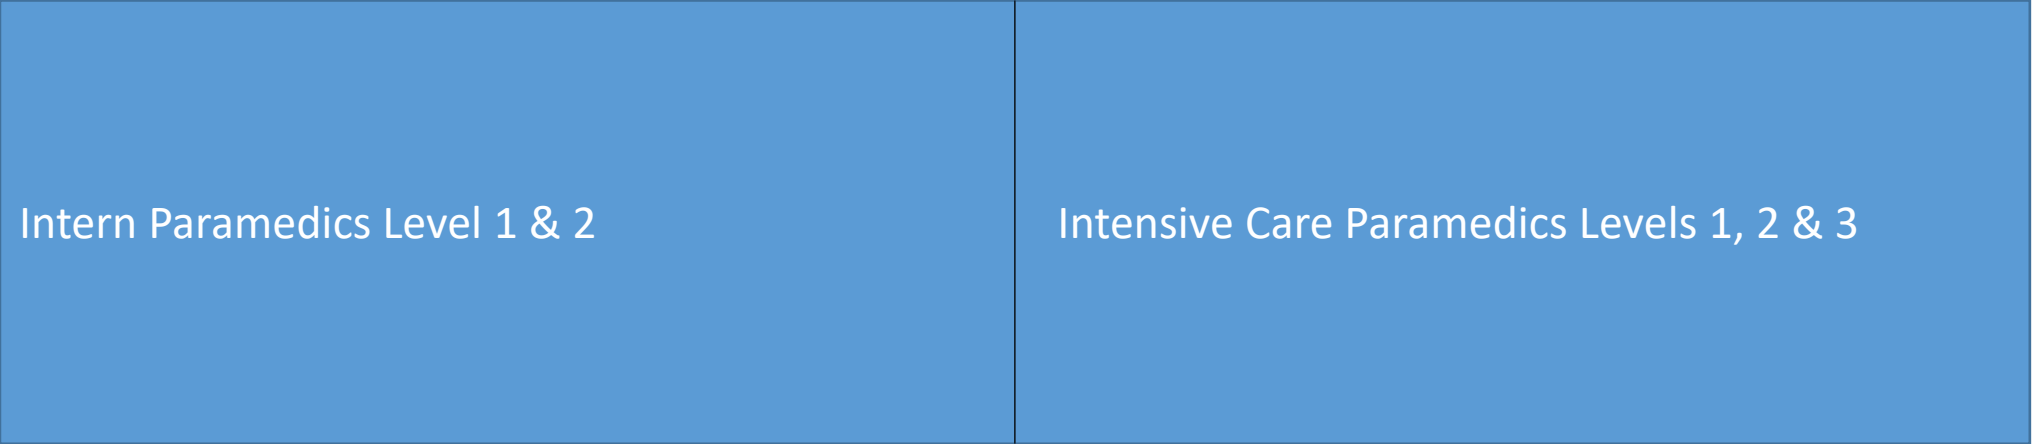 Intern Paramedics Level 1 & 2
Intensive Care Paramedics Levels 1, 2 & 3